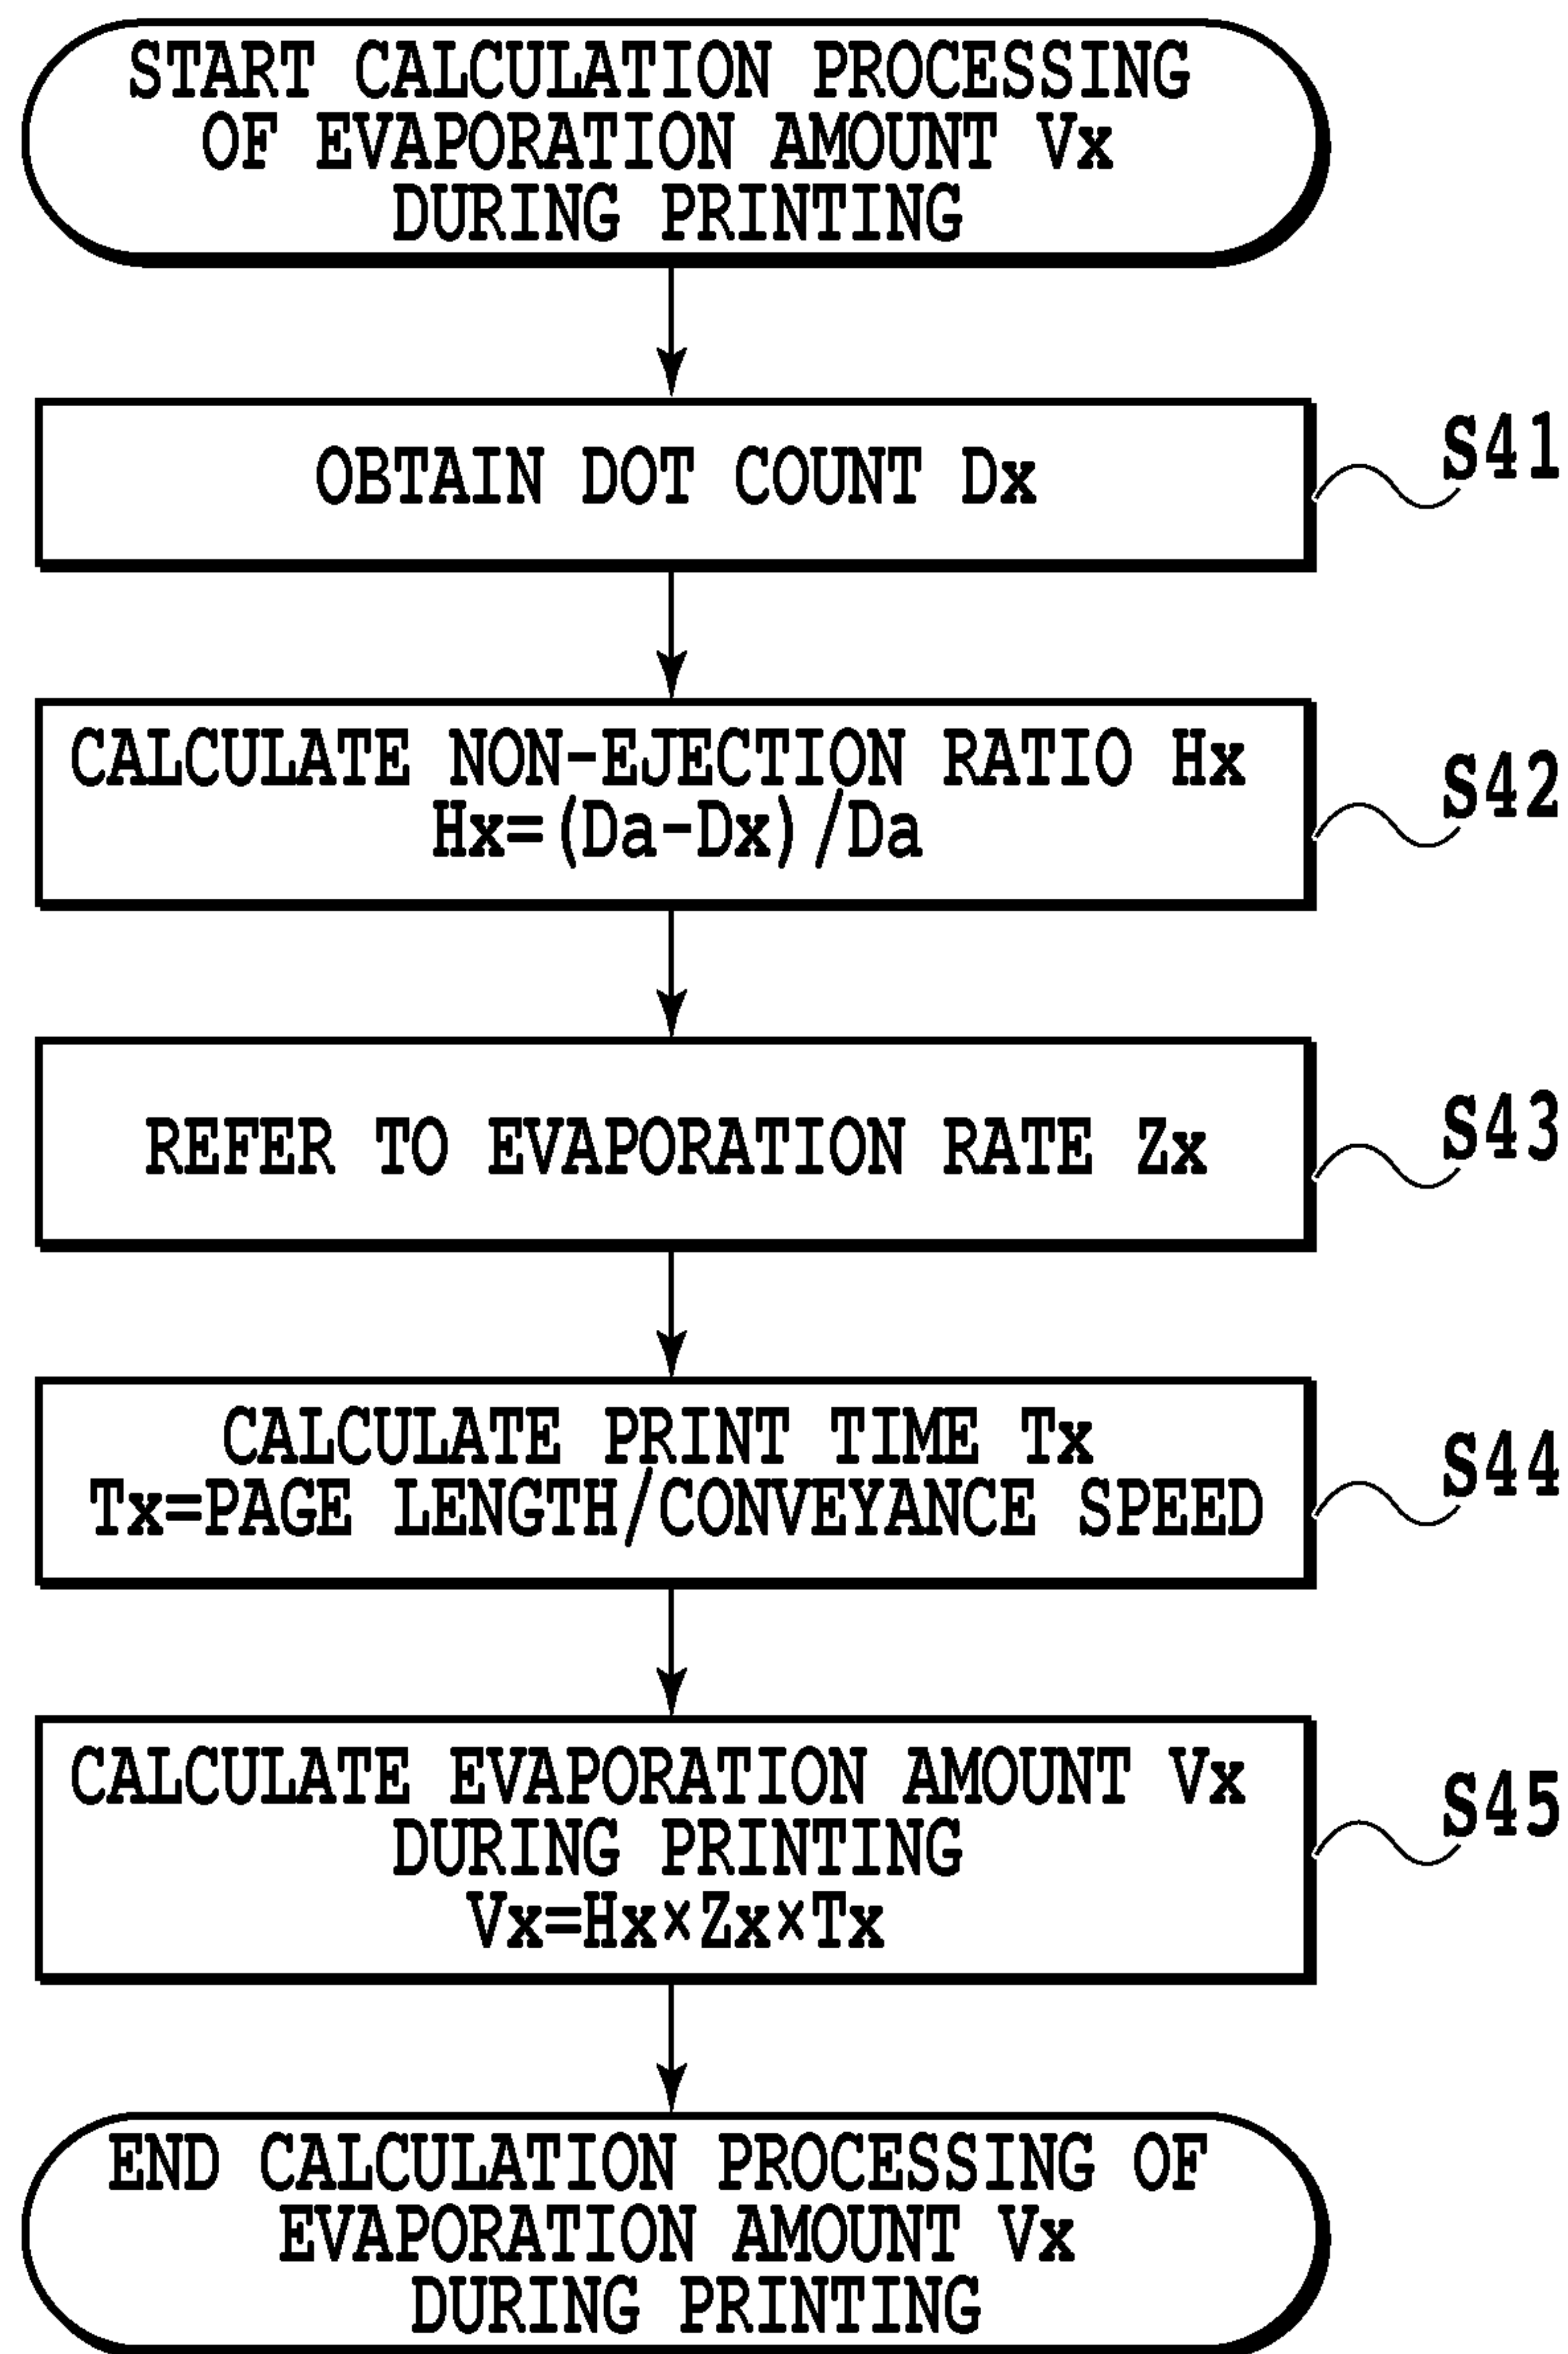 START CALCULATION PROCESSING
OF EVAPORATION AMOUNT Vx
DURING PRINTING
OBTAIN DOT COUNT Dx
S41
CALCULATE NON-EJECTION RATIO Hx
Hx=(Da-Dx)/Da
S42
REFER TO EVAPORATION RATE Zx
S43
CALCULATE PRINT TIME Tx
Tx=PAGE LENGTH/CONVEYANCE SPEED
S44
CALCULATE EVAPORATION AMOUNT Vx
DURING PRINTING
Vx=Hx×Zx×Tx
S45
END CALCULATION PROCESSING OF
EVAPORATION AMOUNT Vx
DURING PRINTING